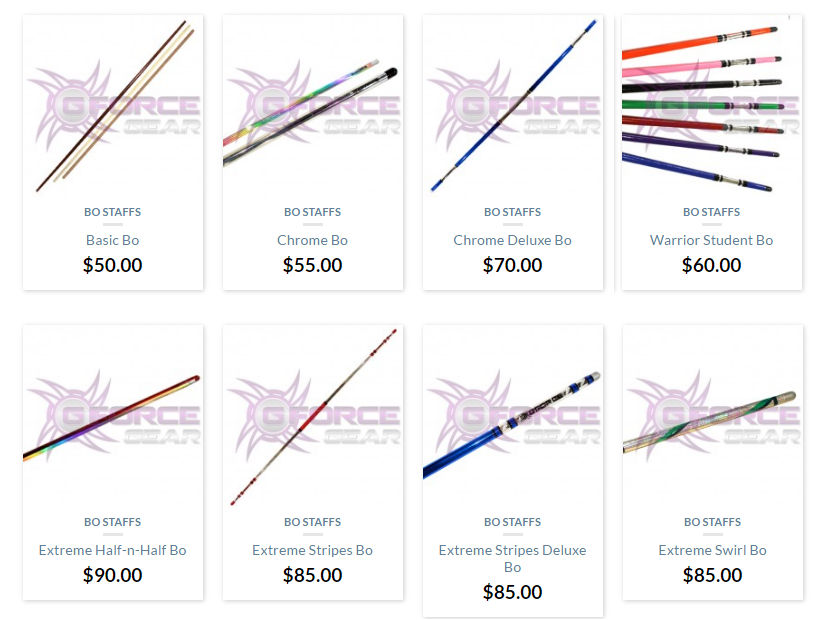 GFORCE
GEAR
GFORCE
GEAR
GFORCE
GEAR
GFORCE
GEAR
BO STAFFS
BO STAFFS
BO STAFFS
BO STAFFS
Basic Bo
Chrome Bo
Chrome Deluxe Bo
Warrior Student Bo
$50.00
$55.00
$70.00
$60.00
GFORCE
GEAR
GFORCE
GEAR
GFORCE
GEAR
GFORCE
GEAR
BO STAFFS
BO STAFFS
BO STAFFS
BO STAFFS
Extreme Half-n-Half Bo
Extreme Stripes Bo
Extreme Stripes Deluxe
Bo
Extreme Swirl Bo
$90.00
$85.00
$85.00
$85.00